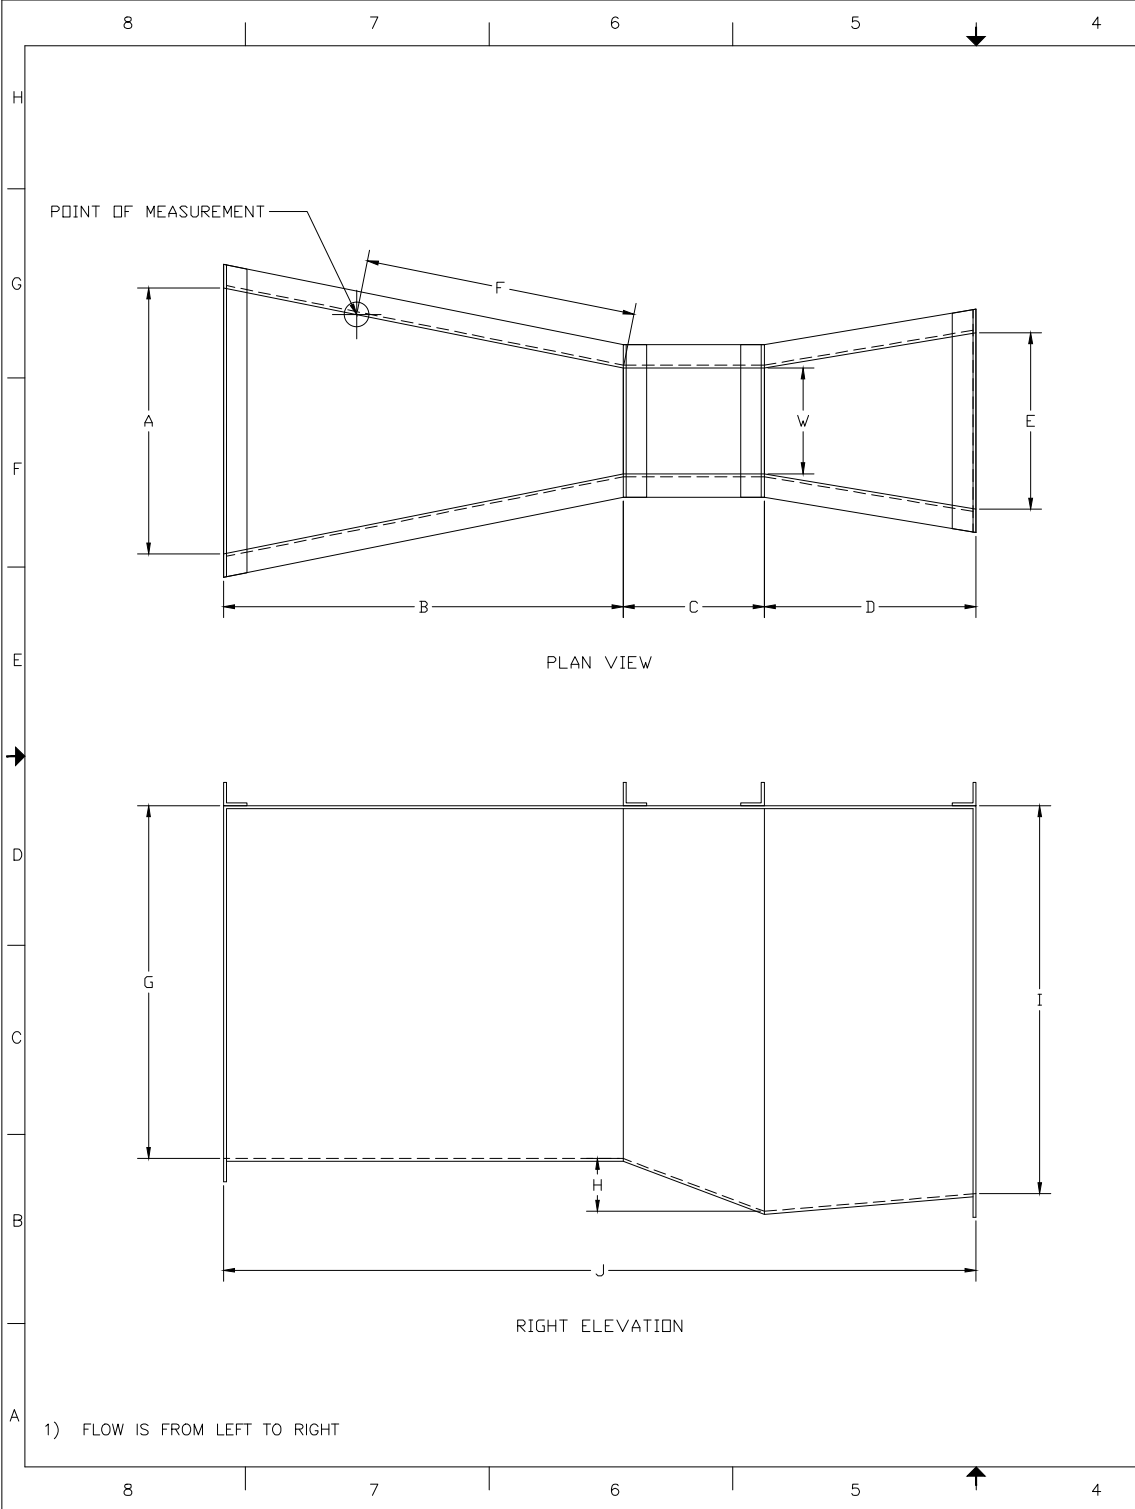 8 7 6 5 4
H
POINT OF MEASUREMENT
G
F
A
W
E
F
B
C
D
E
PLAN VIEW
D
G
I
C
H
B
J
RIGHT ELEVATION
A
1) FLOW IS FROM LEFT TO RIGHT
8 7 6 5 4